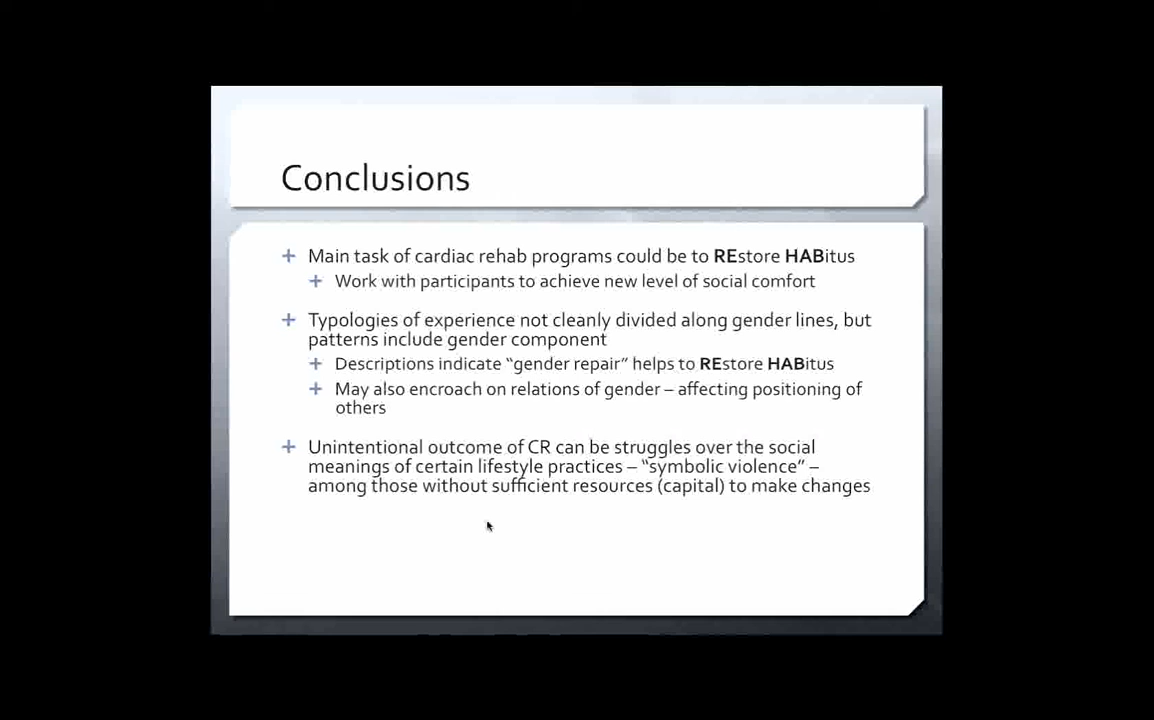 Conclusions
+ Main task of cardiac rehab programs could be to REstore HABitus
+ Work with participants to achieve new level of social comfort
+ Typologies of experience not cleanly divided along gender lines, but
patterns include gender component
+ Descriptions indicate “gender repair” helps to REstore HABitus
+ May also encroach on relations of gender – affecting positioning of
others
+ Unintentional outcome of CR can be struggles over the social
meanings of certain lifestyle practices – “symbolic violence” –
among those without sufficient resources (capital) to make changes